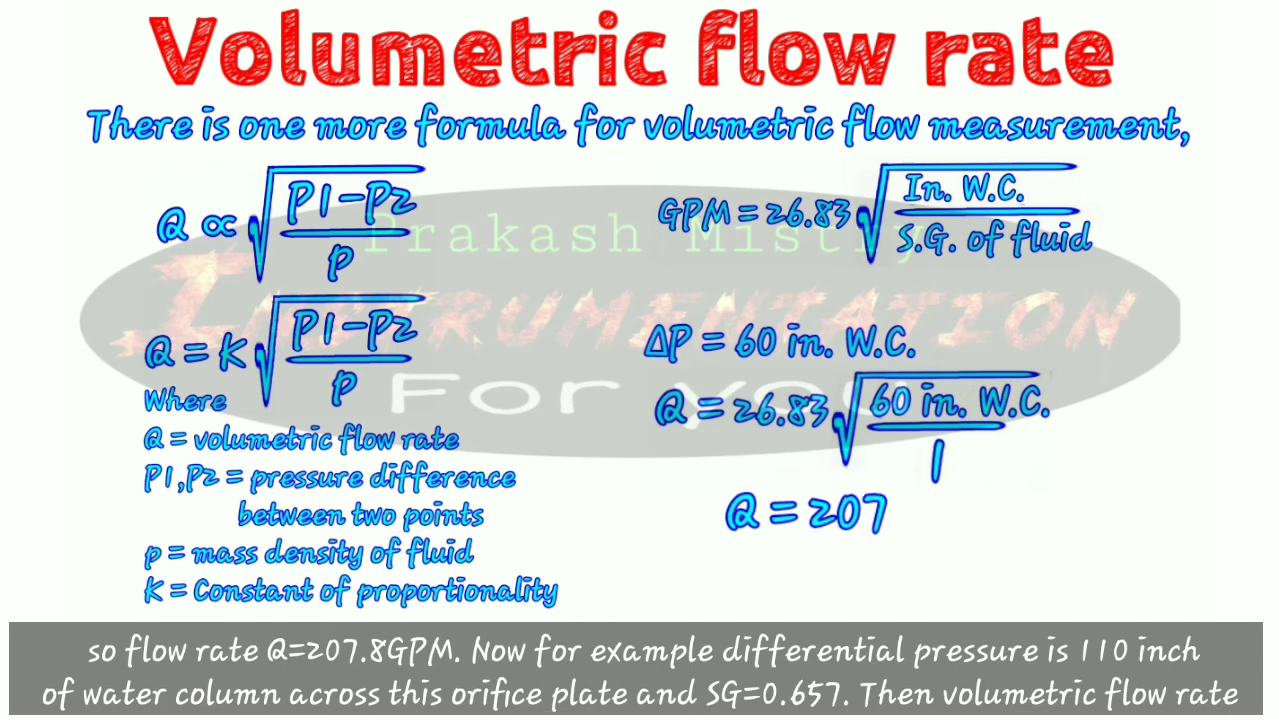 Volumetric flow rate
There is one more formula for volumetric flow measurement,
Q ∝ √((P1-P2)/p)
Q = K √((P1-P2)/p)
Where
Q = volumetric flow rate
P1,P2 = pressure difference
between two points
p = mass density of fluid
K = Constant of proportionality
GPM = 26.83 √(In. W.C./S.G. of fluid)
ΔP = 60 in. W.C.
Q = 26.83 √(60 in. W.C./1)
Q = 207
Prakash Mistry
INSTRUMENTATION
For you
so flow rate Q=207.8GPM. Now for example differential pressure is 110 inch
of water column across this orifice plate and SG=0.657. Then volumetric flow rate